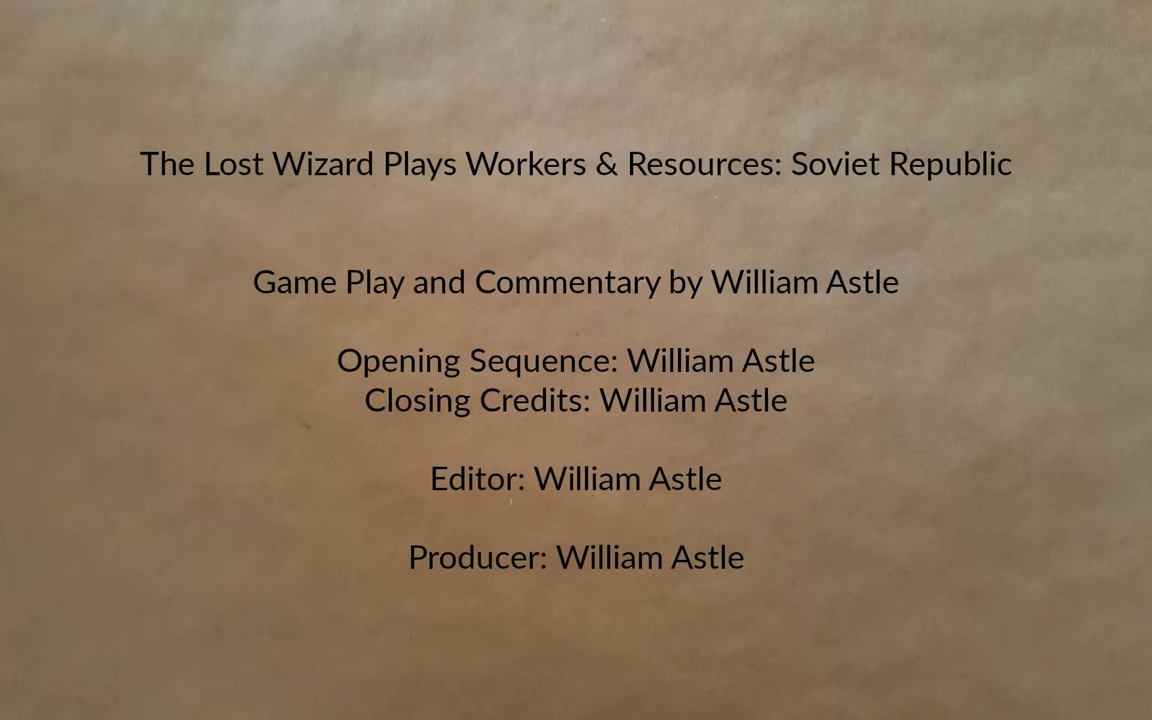 The Lost Wizard Plays Workers & Resources: Soviet Republic
Game Play and Commentary by William Astle
Opening Sequence: William Astle
Closing Credits: William Astle
Editor: William Astle
Producer: William Astle